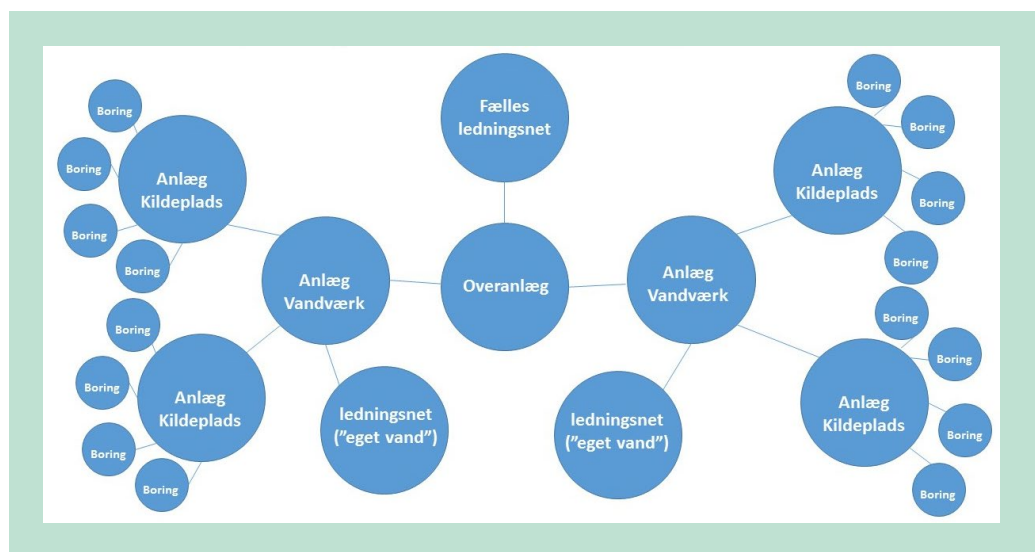 Fælles
ledningsnet
Boring
Boring
Boring
Boring
Anlæg
Kildeplads
Anlæg
Vandværk
Overanlæg
Anlæg
Vandværk
Anlæg
Kildeplads
Boring
Boring
Boring
Boring
Boring
Boring
Boring
Boring
Anlæg
Kildeplads
ledningsnet
(”eget vand”)
ledningsnet
(”eget vand”)
Anlæg
Kildeplads
Boring
Boring
Boring
Boring